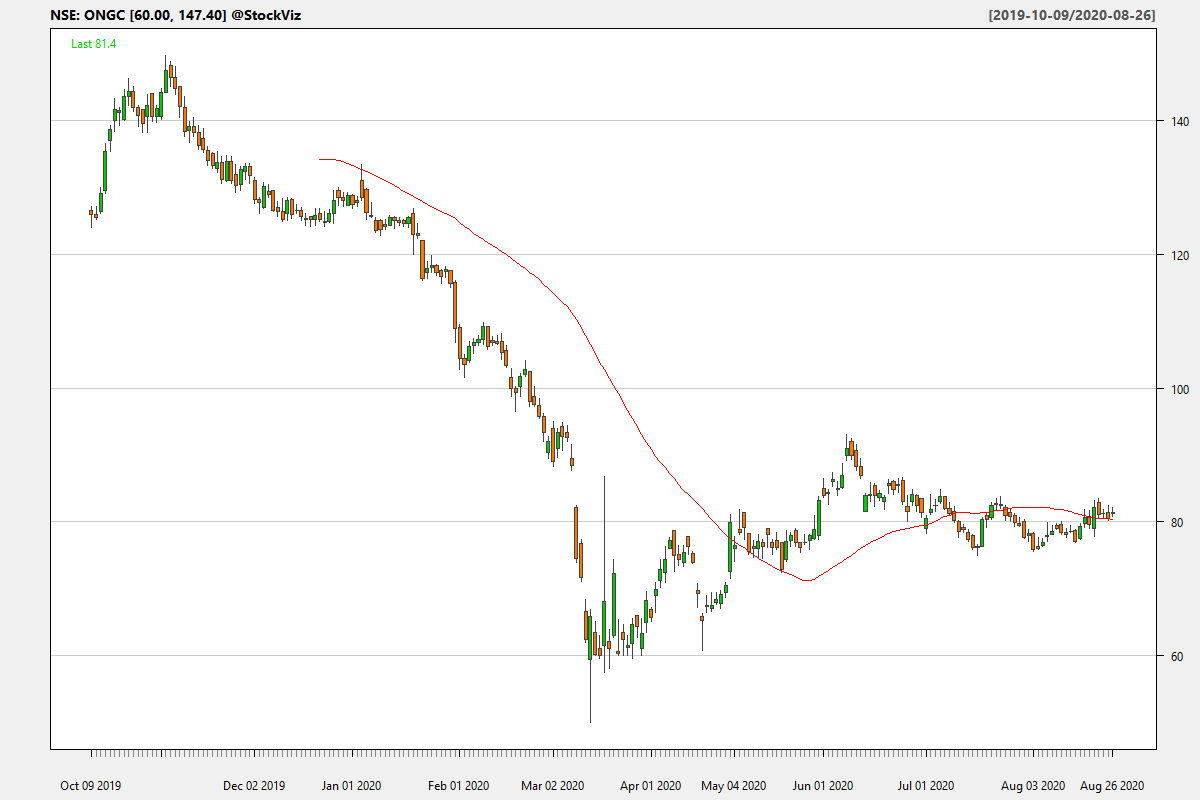 NSE: ONGC [60.00, 147.40] @StockViz
[2019-10-09/2020-08-26]
Last 81.4
140
120
100
80
60
Oct 09 2019 Dec 02 2019 Jan 01 2020 Feb 01 2020 Mar 02 2020 Apr 01 2020 May 04 2020 Jun 01 2020 Jul 01 2020 Aug 03 2020 Aug 26 2020